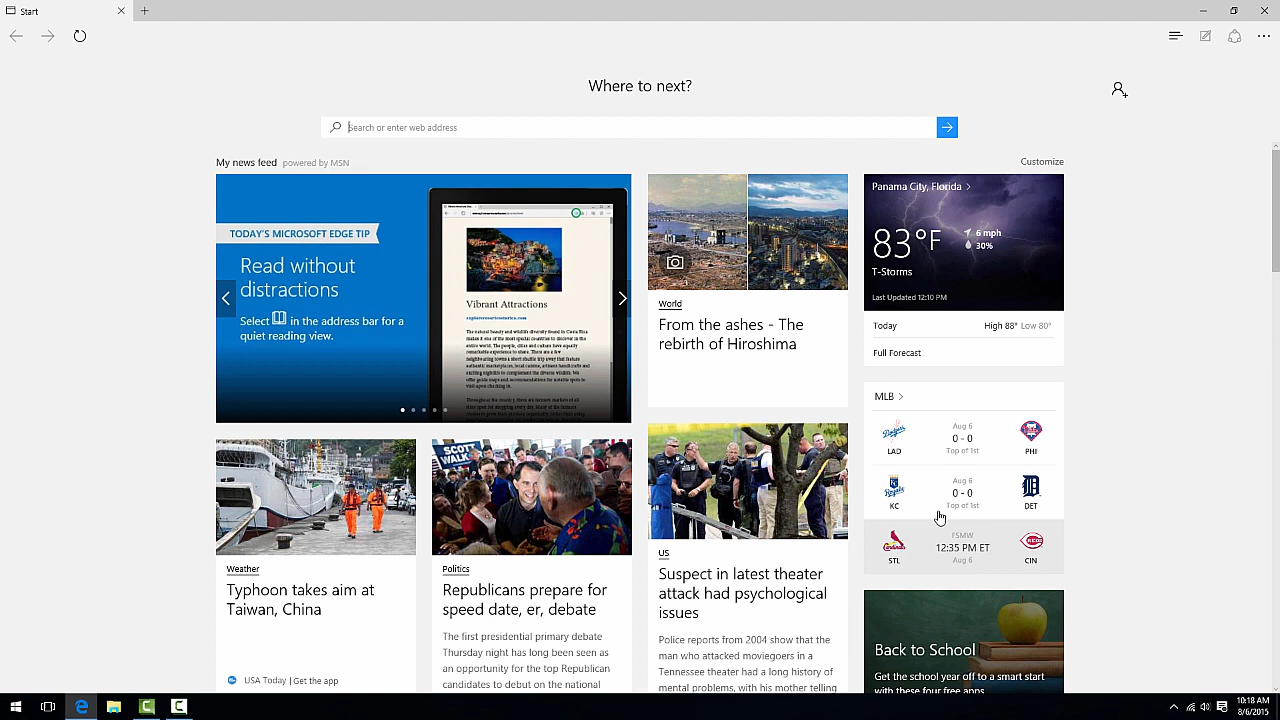 Start
Where to next?
Search or enter web address
My news feed powered by MSN
Customize
TODAY'S MICROSOFT EDGE TIP
Read without
distractions
Select in the address bar for a
quiet reading view.
Vibrant Attractions
World
From the ashes - The
rebirth of Hiroshima
Panama City, Florida
83°F
6 mph
30%
T-Storms
Last Updated 12:10 PM
Today High 88° Low 80°
Full Forecast
MLB
Aug 6
0 - 0
LAD Top of 1st PHI
Aug 6
0 - 0
KC Top of 1st DET
FSMW
12:35 PM ET
STL Aug 6 CIN
SCOTT
WALK
Weather
Typhoon takes aim at
Taiwan, China
USA Today | Get the app
Politics
Republicans prepare for
speed date, er, debate
The first presidential primary debate
Thursday night has long been seen as
an opportunity for the top Republican
candidates to debut on the national
US
Suspect in latest theater
attack had psychological
issues
Police reports from 2004 show that the
man who attacked moviegoers in a
Tennessee theater had a long history of
mental problems, with his mother telling
Back to School
Get the school year off to a smart start
with these four free apps
10:18 AM
8/6/2015